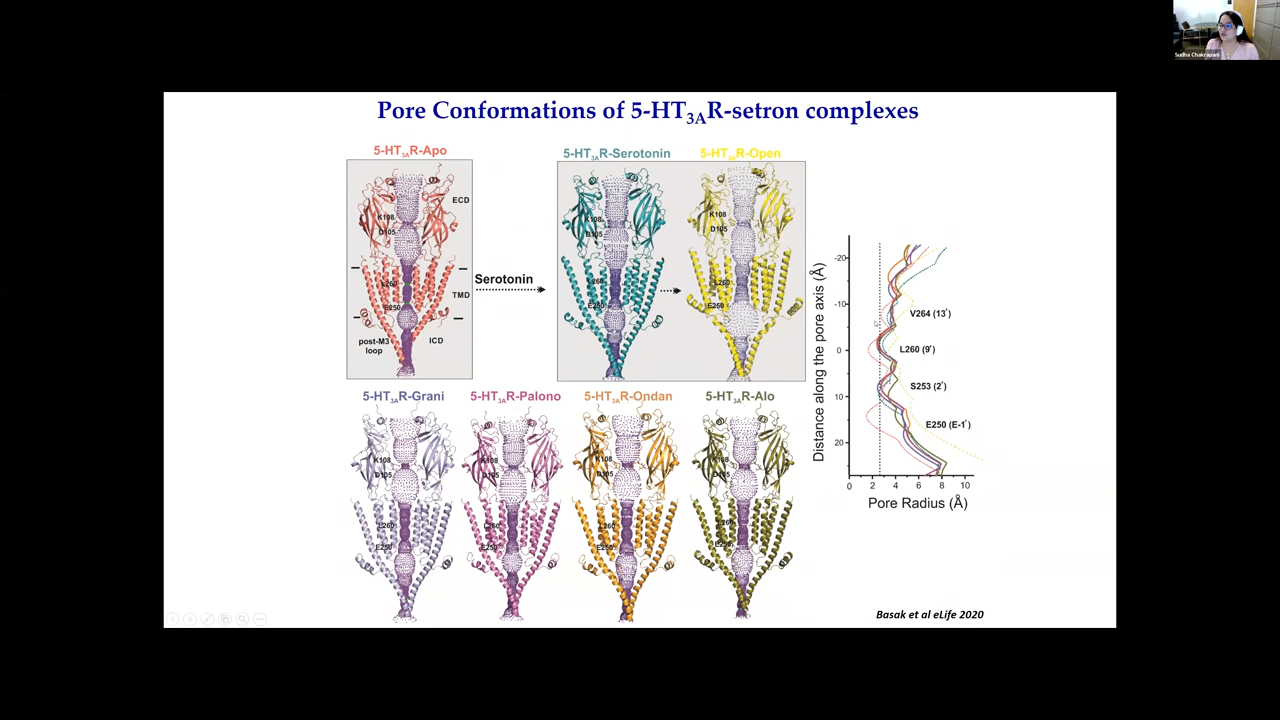 Sudha Chakrapani
Pore Conformations of 5-HT3AR-setron complexes
5-HT3AR-Apo
5-HT3AR-Serotonin
5-HT3AR-Open
ECD
K108
D105
L260
E250
TMD
post-M3
loop
ICD
Serotonin
K108
D105
L260
E250
K108
D105
L260
E250
5-HT3AR-Grani
5-HT3AR-Palono
5-HT3AR-Ondan
5-HT3AR-Alo
K108
D105
L260
E250
K108
D105
L260
E250
K108
D105
L260
E250
K108
D105
L260
E250
Distance along the pore axis (Å)
-20
-10
0
10
20
V264 (13′)
L260 (9′)
S253 (2′)
E250 (E-1′)
0 2 4 6 8 10
Pore Radius (Å)
Basak et al eLife 2020